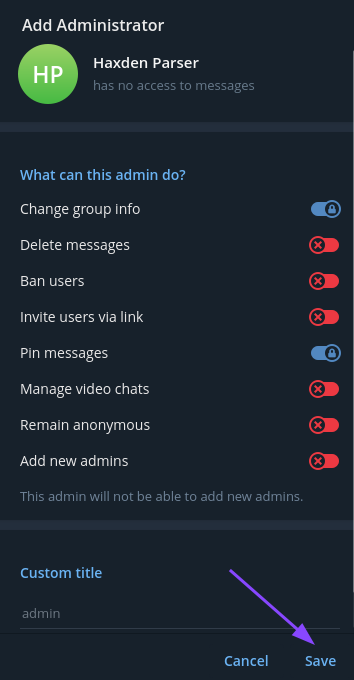 Add Administrator
HP
Haxden Parser
has no access to messages
What can this admin do?
Change group info
Delete messages
Ban users
Invite users via link
Pin messages
Manage video chats
Remain anonymous
Add new admins
This admin will not be able to add new admins.
Custom title
admin
Cancel Save